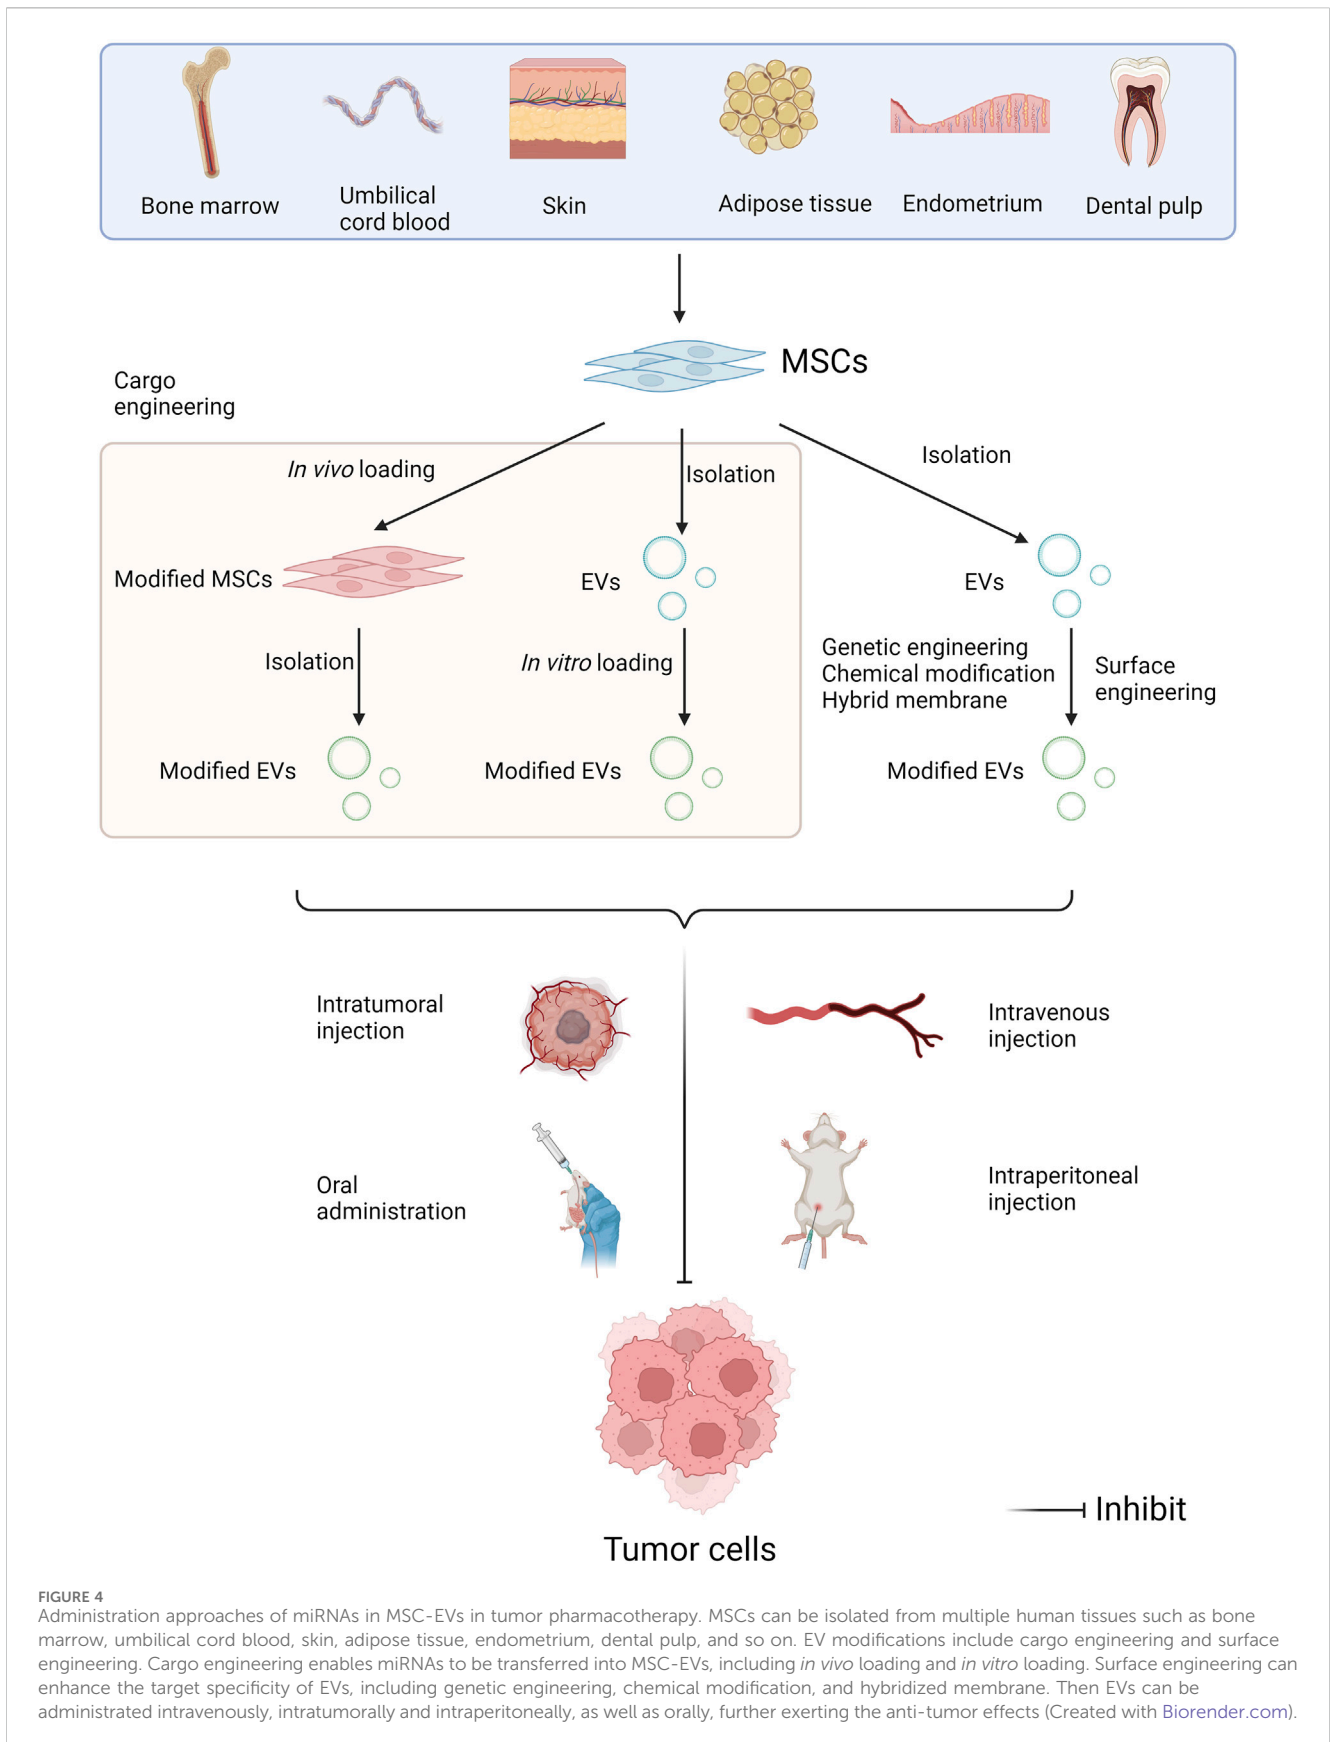 Bone marrow
Umbilical
cord blood
Skin
Adipose tissue
Endometrium
Dental pulp
MSCs
Cargo
engineering
In vivo loading
Isolation
Isolation
Modified MSCs
EVs
EVs
Isolation
In vitro loading
Genetic engineering
Chemical modification
Hybrid membrane
Surface
engineering
Modified EVs
Modified EVs
Modified EVs
Intratumoral
injection
Intravenous
injection
Oral
administration
Intraperitoneal
injection
Inhibit
Tumor cells
FIGURE 4
Administration approaches of miRNAs in MSC-EVs in tumor pharmacotherapy. MSCs can be isolated from multiple human tissues such as bone
marrow, umbilical cord blood, skin, adipose tissue, endometrium, dental pulp, and so on. EV modifications include cargo engineering and surface
engineering. Cargo engineering enables miRNAs to be transferred into MSC-EVs, including in vivo loading and in vitro loading. Surface engineering can
enhance the target specificity of EVs, including genetic engineering, chemical modification, and hybridized membrane. Then EVs can be
administrated intravenously, intratumorally and intraperitoneally, as well as orally, further exerting the anti-tumor effects (Created with Biorender.com).